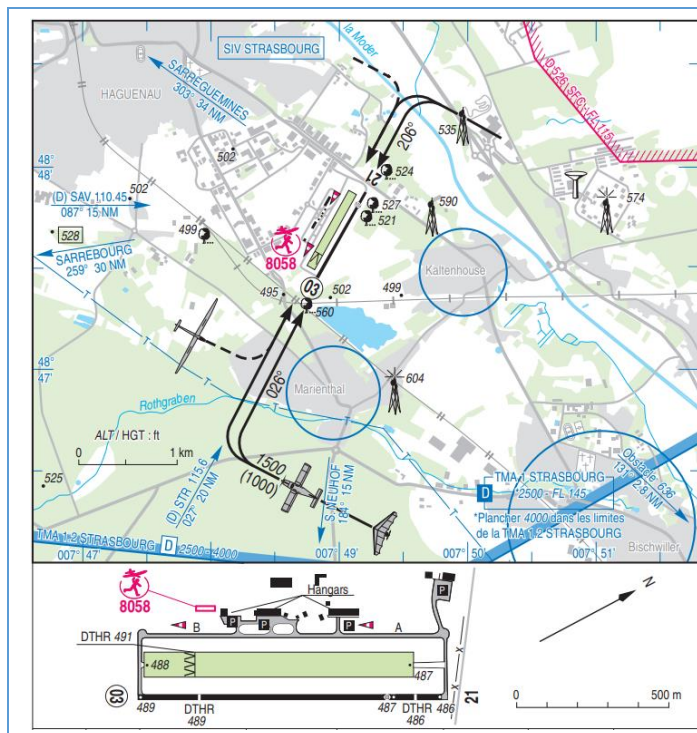 SIV STRASBOURG
la Moder
D 526 SFC - FL 115
SARREGUEMINES
303° 34 NM
HAGUENAU
206°
535
502
21
524
48°
48'
574
(D) SAV 110.45
087° 15 NM
502
527
521
590
528
499
8058
Kaltenhouse
SARREBOURG
259° 30 NM
495
03
502
499
560
48°
47'
026°
Marienthal
604
Rothgraben
ALT / HGT : ft
0
1 km
525
1500
(1000)
(D) STR 115.6
027° 20 NM
S. NEUHOF
184° 15 NM
D
TMA 1 STRASBOURG
*2500 - FL 145
*Plancher 4000 dans les limites
de la TMA 1.2 STRASBOURG
Obstacle 636
131° 2.8 NM
Bischwiller
TMA 1.2 STRASBOURG D 2500 - 4000
007° 47'
007° 49'
007° 50'
007° 51'
8058
Hangars
P
P
P
P
B
A
DTHR 491
488
487
03
489
DTHR
489
487
DTHR
486
486
21
N
0
500 m